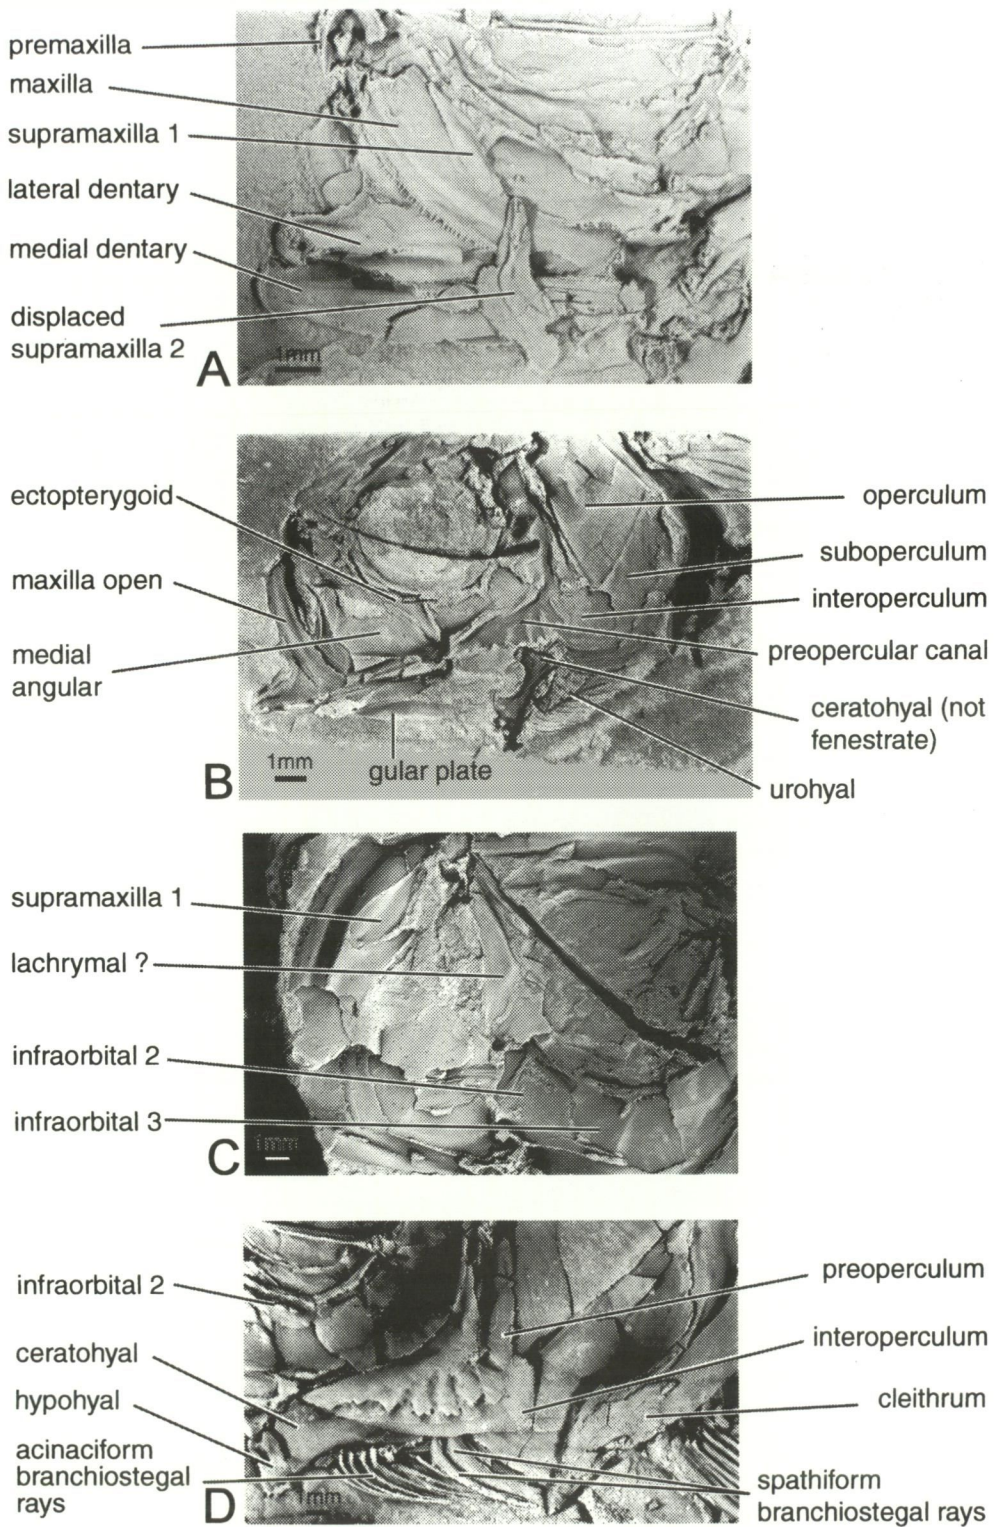 premaxilla
maxilla
supramaxilla 1
lateral dentary
medial dentary
displaced
supramaxilla 2
A
1mm
ectopterygoid
maxilla open
medial
angular
B
1mm
gular plate
operculum
suboperculum
interoperculum
preopercular canal
ceratohyal (not
fenestrate)
urohyal
supramaxilla 1
lachrymal ?
infraorbital 2
infraorbital 3
C
1mm
infraorbital 2
ceratohyal
hypohyal
acinaciform
branchiostegal
rays
D
1mm
preoperculum
interoperculum
cleithrum
spathiform
branchiostegal rays